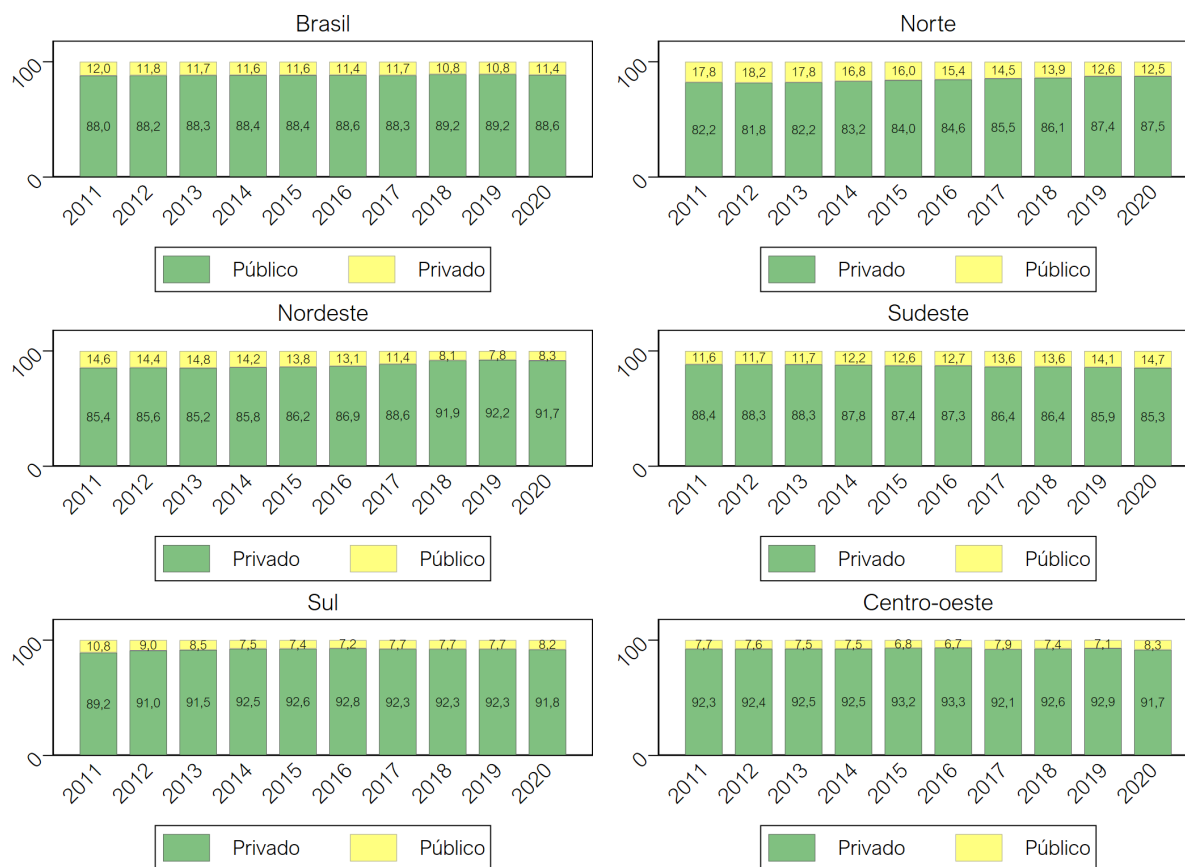 Brasil
100
12,0 11,8 11,7 11,6 11,6 11,4 11,7 10,8 10,8 11,4
88,0 88,2 88,3 88,4 88,4 88,6 88,3 89,2 89,2 88,6
0
2011 2012 2013 2014 2015 2016 2017 2018 2019 2020
Público Privado
Norte
100
17,8 18,2 17,8 16,8 16,0 15,4 14,5 13,9 12,6 12,5
82,2 81,8 82,2 83,2 84,0 84,6 85,5 86,1 87,4 87,5
0
2011 2012 2013 2014 2015 2016 2017 2018 2019 2020
Privado Público
Nordeste
100
14,6 14,4 14,8 14,2 13,8 13,1 11,4 8,1 7,8 8,3
85,4 85,6 85,2 85,8 86,2 86,9 88,6 91,9 92,2 91,7
0
2011 2012 2013 2014 2015 2016 2017 2018 2019 2020
Privado Público
Sudeste
100
11,6 11,7 11,7 12,2 12,6 12,7 13,6 13,6 14,1 14,7
88,4 88,3 88,3 87,8 87,4 87,3 86,4 86,4 85,9 85,3
0
2011 2012 2013 2014 2015 2016 2017 2018 2019 2020
Privado Público
Sul
100
10,8 9,0 8,5 7,5 7,4 7,2 7,7 7,7 7,7 8,2
89,2 91,0 91,5 92,5 92,6 92,8 92,3 92,3 92,3 91,8
0
2011 2012 2013 2014 2015 2016 2017 2018 2019 2020
Privado Público
Centro-oeste
100
7,7 7,6 7,5 7,5 6,8 6,7 7,9 7,4 7,1 8,3
92,3 92,4 92,5 92,5 93,2 93,3 92,1 92,6 92,9 91,7
0
2011 2012 2013 2014 2015 2016 2017 2018 2019 2020
Privado Público